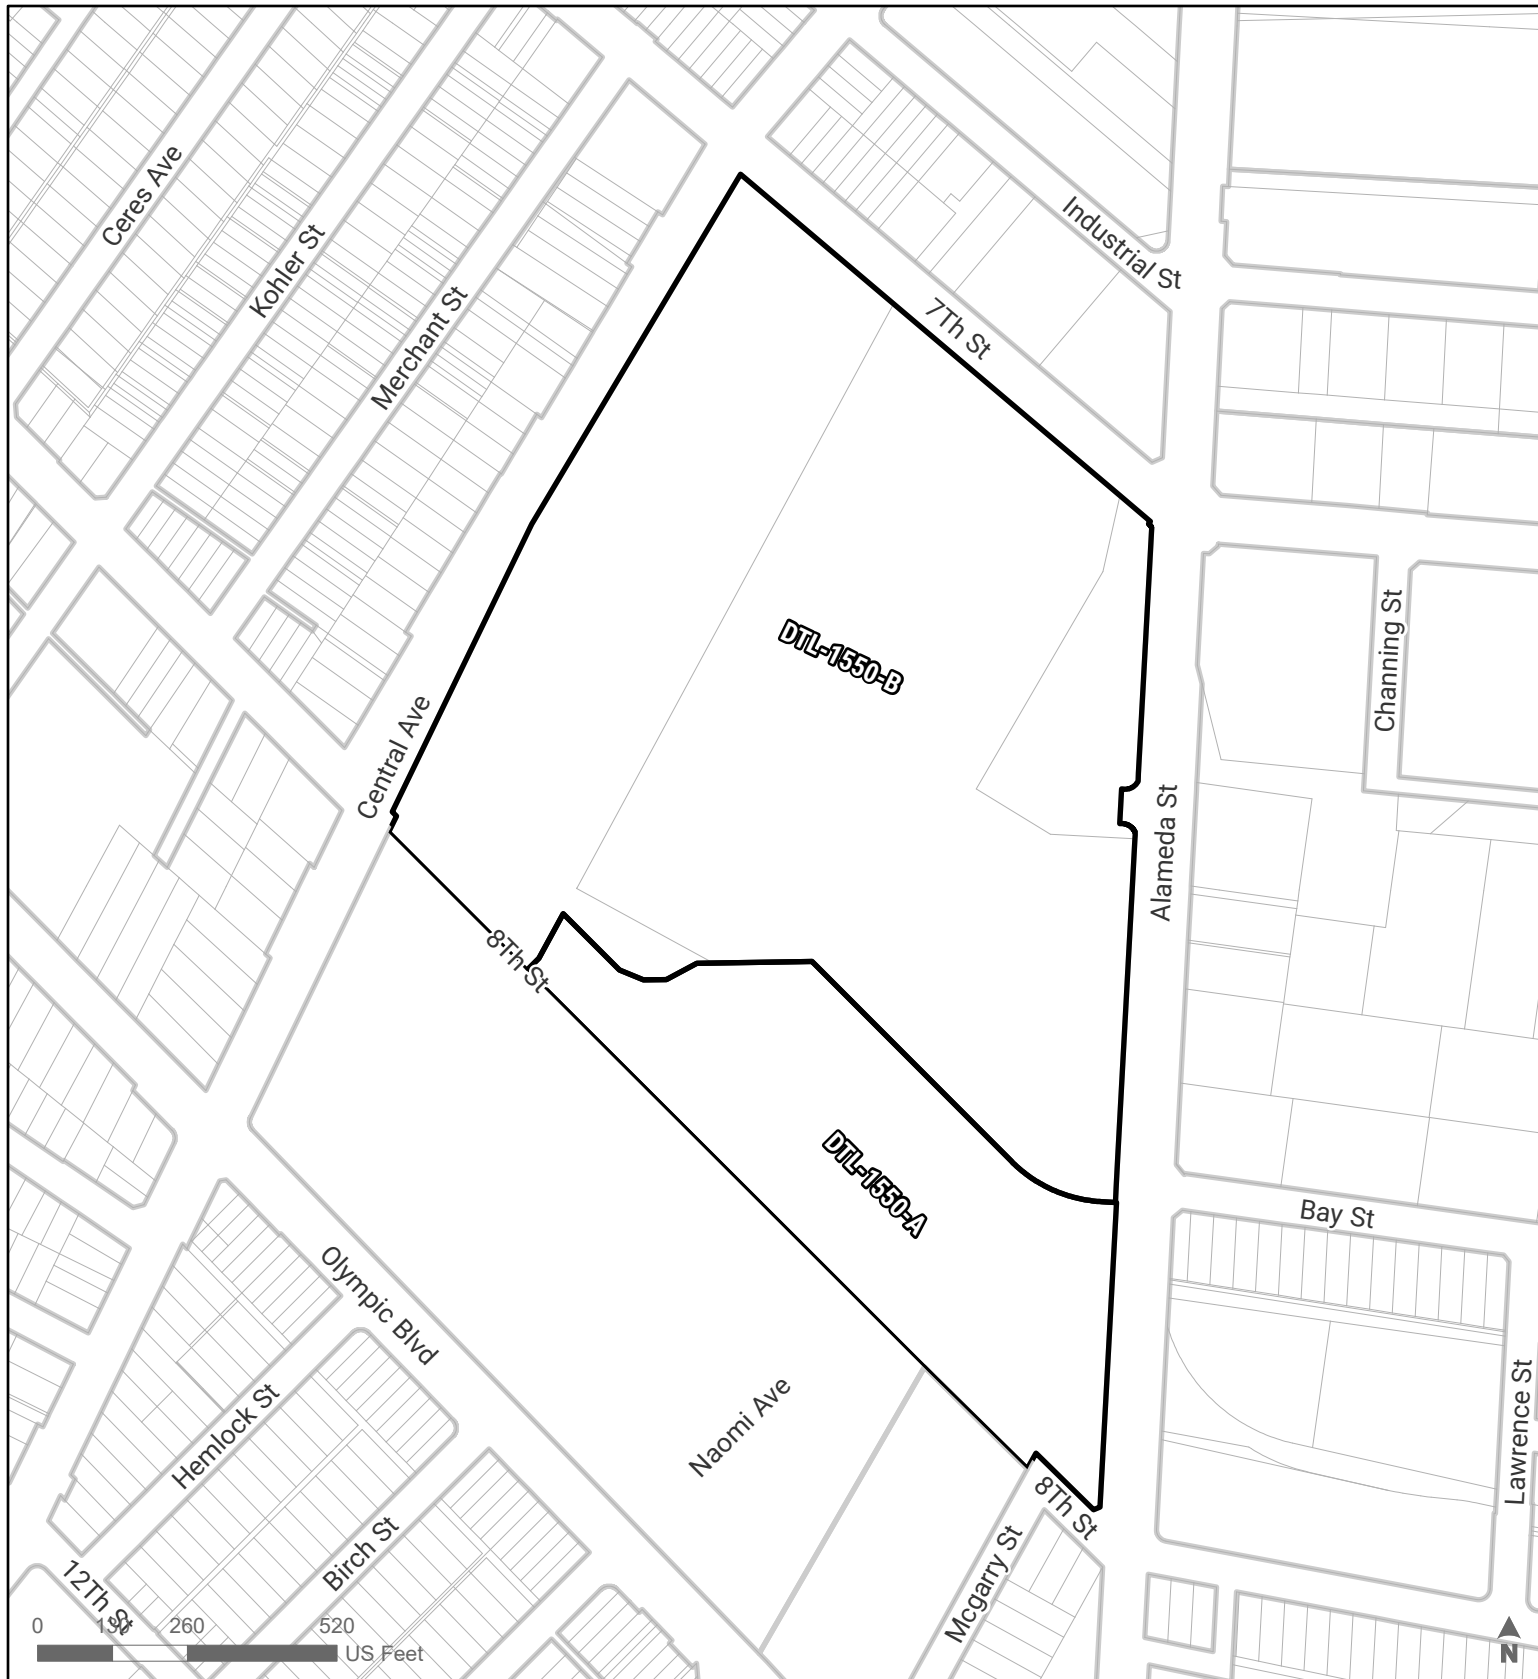 Ceres Ave
Kohler St
Merchant St
Industrial St
7Th St
DTL-1550-B
Channing St
Central Ave
Alameda St
8Th St
DTL-1550-A
Bay St
Olympic Blvd
Naomi Ave
Hemlock St
Lawrence St
8Th St
Birch St
Mcgarry St
12Th St
0 130 260 520
US Feet
N